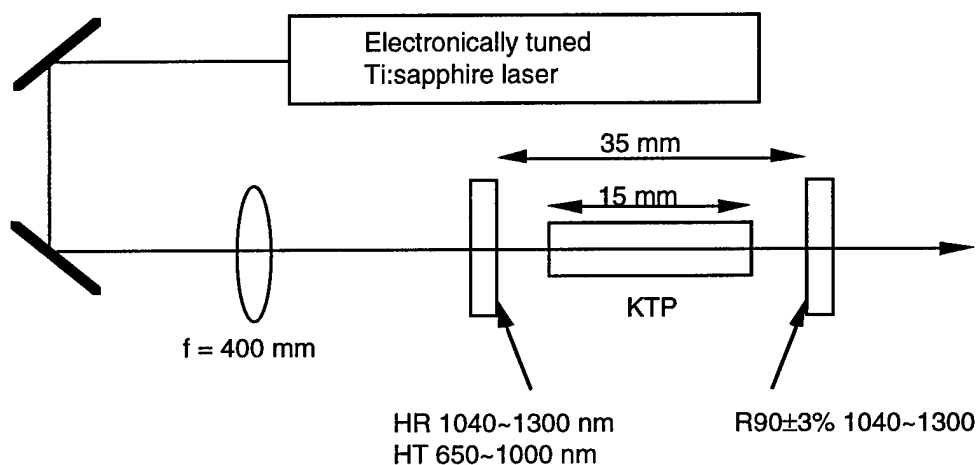 Electronically tuned
Ti:sapphire laser
35 mm
15 mm
KTP
f = 400 mm
HR 1040~1300 nm
HT 650~1000 nm
R90±3% 1040~1300